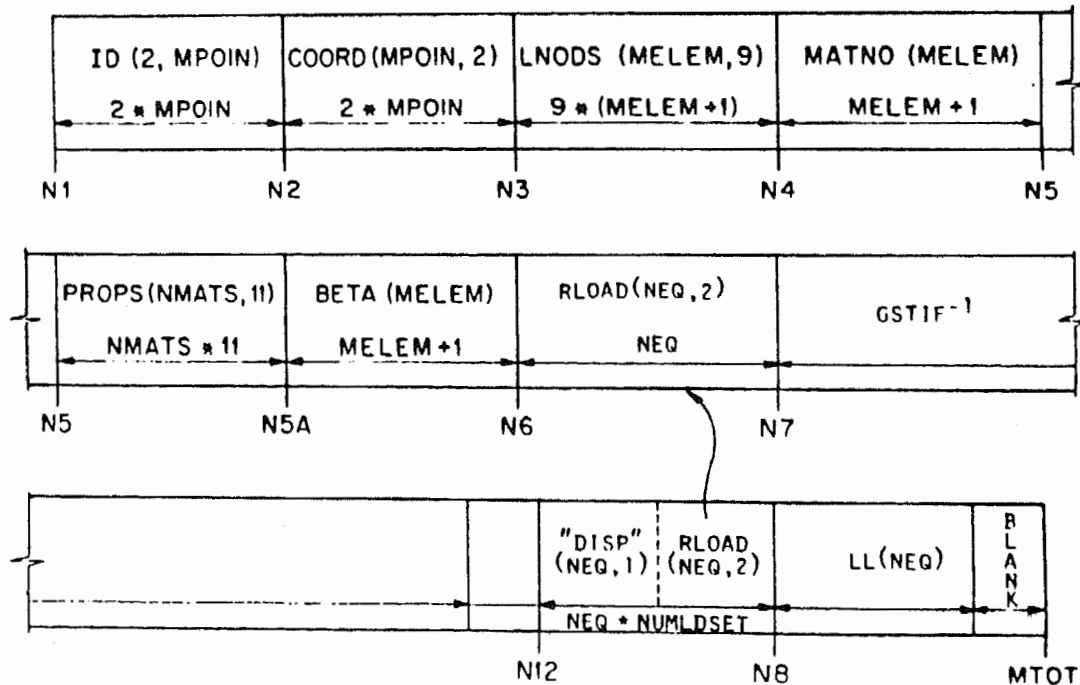 ID (2, MPOIN) COORD (MPOIN, 2) LNODS (MELEM, 9) MATNO (MELEM)
2 * MPOIN 2 * MPOIN 9 * (MELEM +1) MELEM + 1
N1 N2 N3 N4 N5
PROPS (NMATS, 11) BETA (MELEM) RLOAD (NEQ, 2) GSTIF⁻¹
NMATS * 11 MELEM +1 NEQ
N5 N5A N6 N7
"DISP" (NEQ, 1) RLOAD (NEQ, 2) LL (NEQ) BLANK
NEQ * NUMLDSET
N12 N8 MTOT